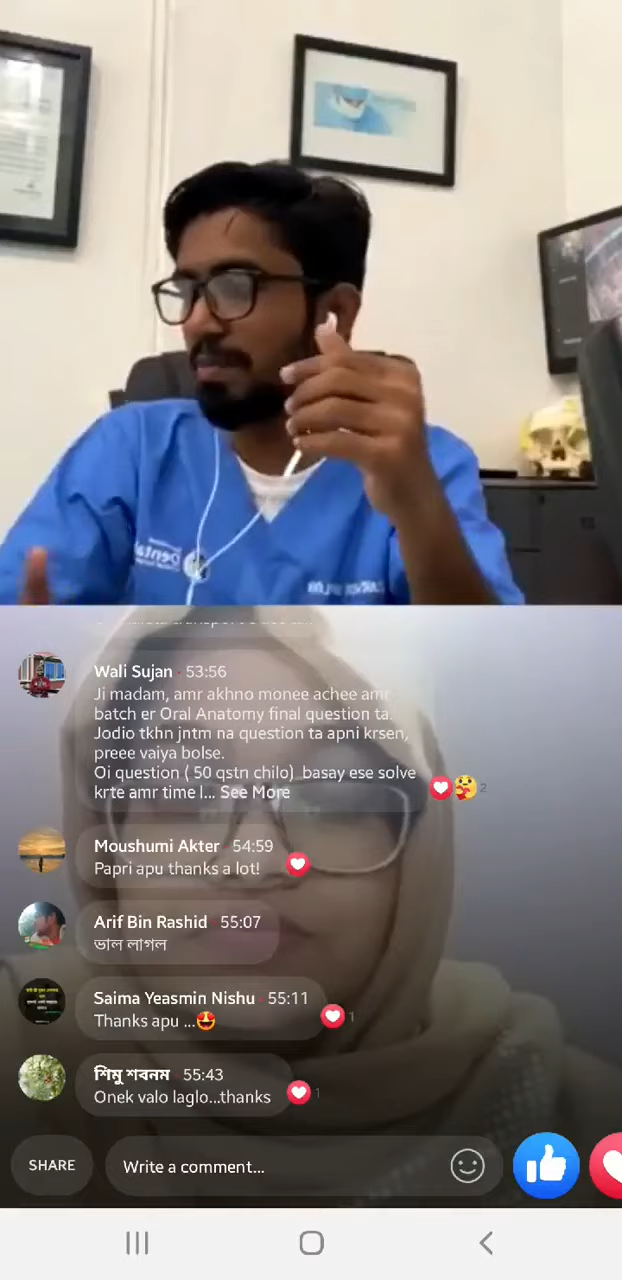 Wali Sujan · 53:56
Ji madam, amr akhno monee achee amr
batch er Oral Anatomy final question ta.
Jodio tkhn jntm na question ta apni krsen,
preee vaiya bolse.
Oi question ( 50 qstn chilo) basay ese solve
krte amr time l... See More
2
Moushumi Akter · 54:59
Papri apu thanks a lot!
Arif Bin Rashid · 55:07
ভাল লাগল
Saima Yeasmin Nishu · 55:11
Thanks apu ...😍
1
শিমু শবনম · 55:43
Onek valo laglo...thanks
1
SHARE
Write a comment...